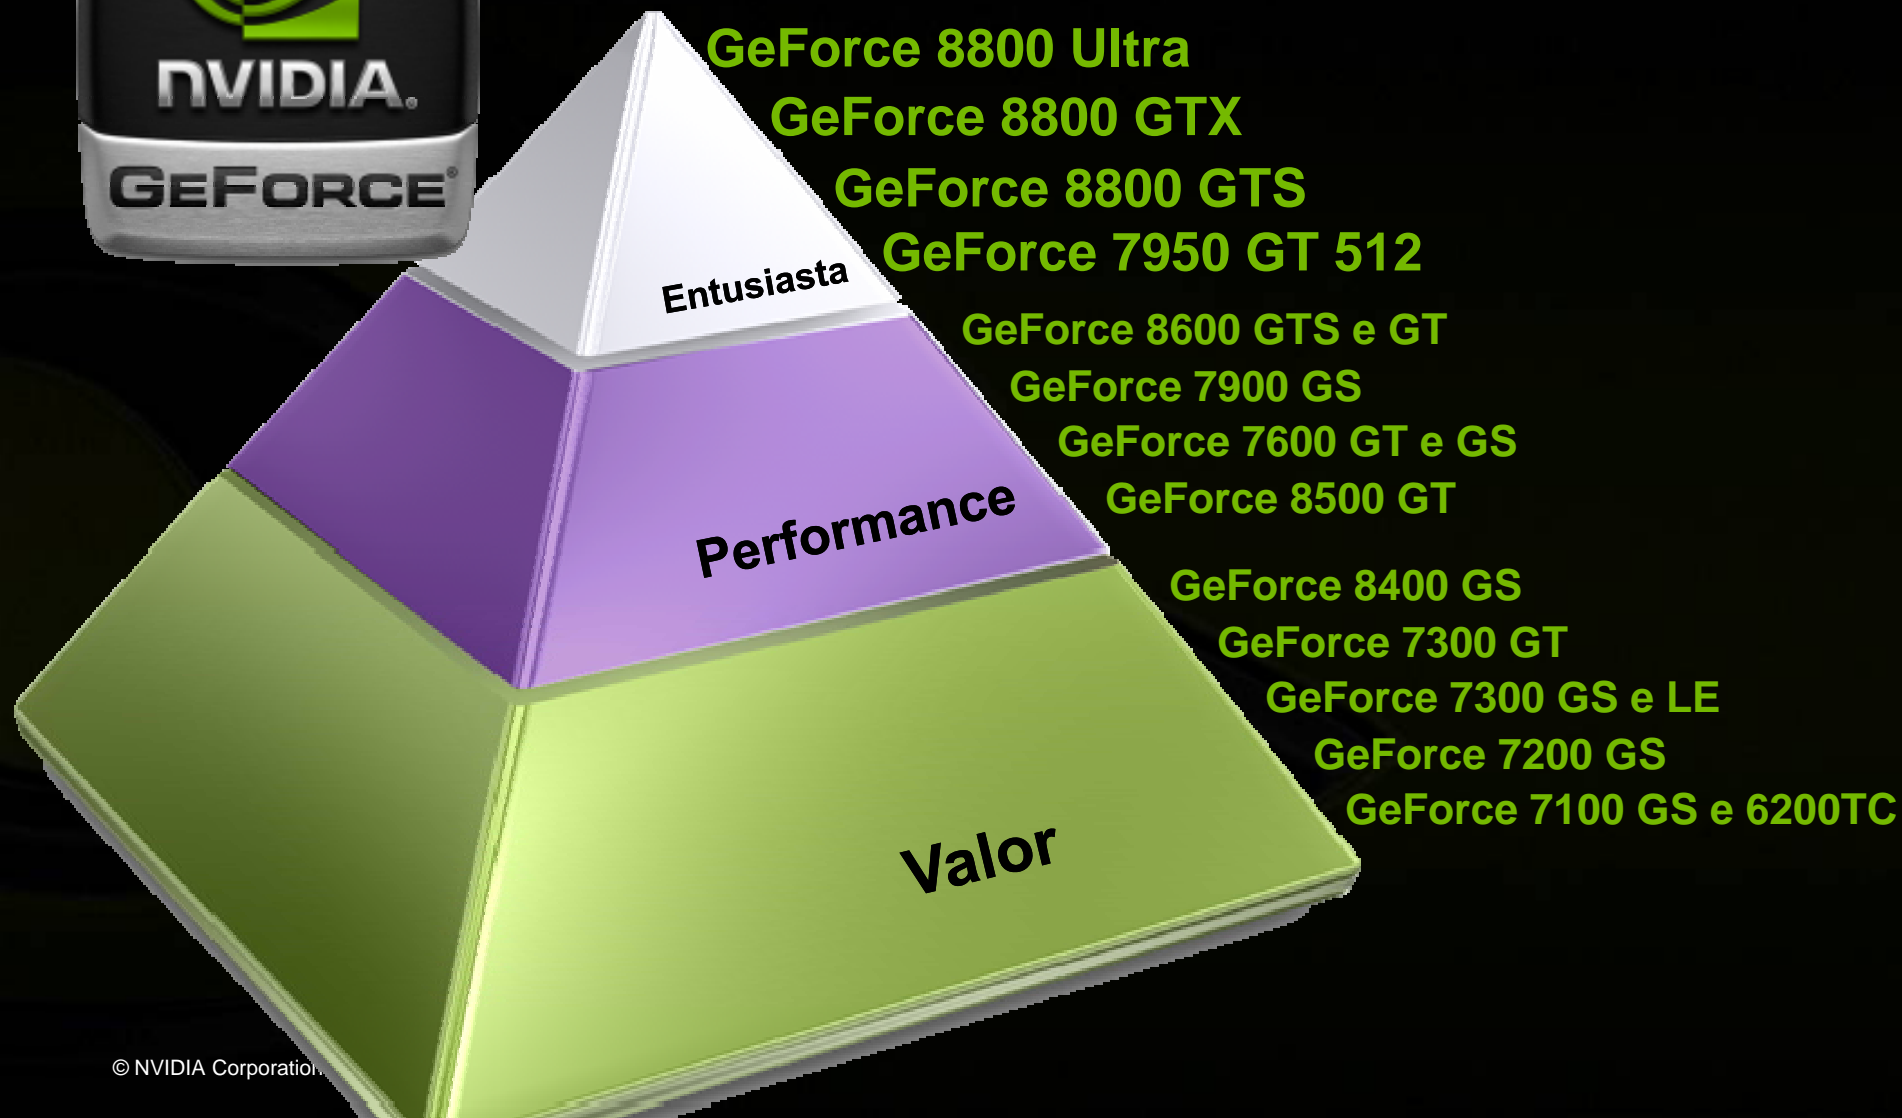 NVIDIA.
GEFORCE®
GeForce 8800 Ultra
GeForce 8800 GTX
GeForce 8800 GTS
GeForce 7950 GT 512
Entusiasta
GeForce 8600 GTS e GT
GeForce 7900 GS
GeForce 7600 GT e GS
GeForce 8500 GT
Performance
GeForce 8400 GS
GeForce 7300 GT
GeForce 7300 GS e LE
GeForce 7200 GS
GeForce 7100 GS e 6200TC
Valor
© NVIDIA Corporation